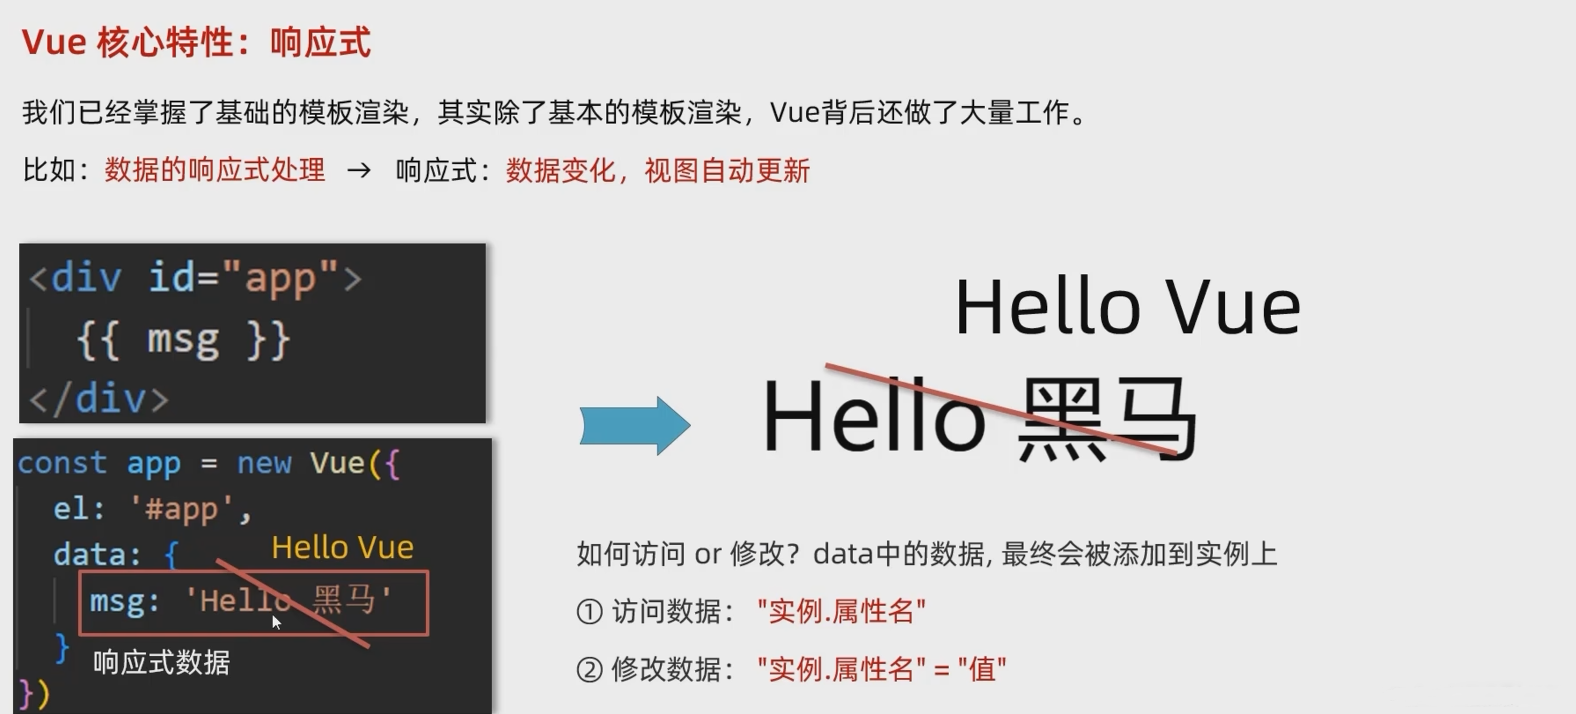 Vue 核心特性：响应式
我们已经掌握了基础的模板渲染，其实除了基本的模板渲染，Vue背后还做了大量工作。
比如：数据的响应式处理 → 响应式：数据变化，视图自动更新
<div id="app">
{{ msg }}
</div>
const app = new Vue({
el: '#app',
data: {
Hello Vue
msg: 'Hello 黑马'
}
响应式数据
})
Hello Vue
Hello 黑马
如何访问 or 修改？data中的数据, 最终会被添加到实例上
① 访问数据： "实例.属性名"
② 修改数据： "实例.属性名" = "值"